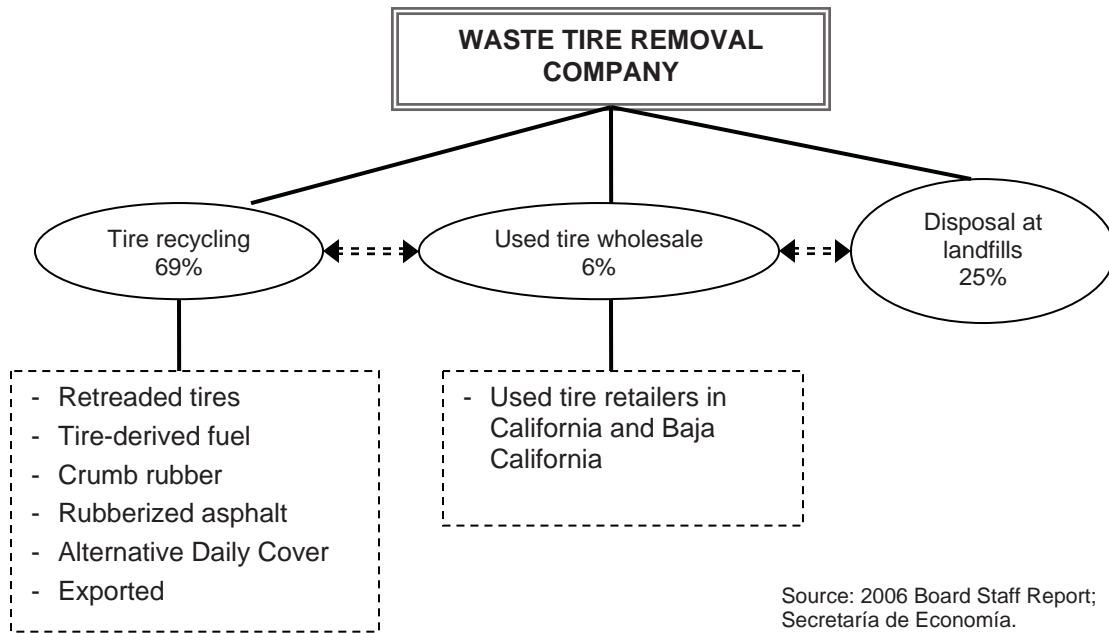 WASTE TIRE REMOVAL
COMPANY
Tire recycling
69%
Used tire wholesale
6%
Disposal at
landfills
25%
- Retreaded tires
- Tire-derived fuel
- Crumb rubber
- Rubberized asphalt
- Alternative Daily Cover
- Exported
- Used tire retailers in
California and Baja
California
Source: 2006 Board Staff Report;
Secretaría de Economía.